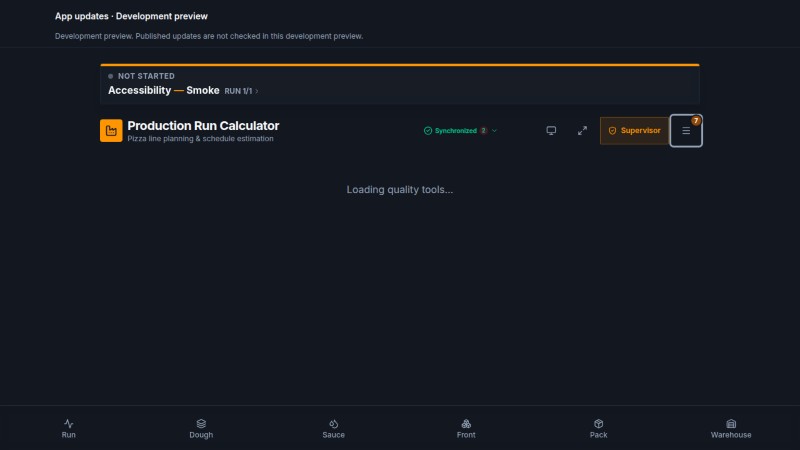 App updates · Development preview
Development preview. Published updates are not checked in this development preview.
NOT STARTED
Accessibility — Smoke RUN 1/1 ›
Production Run Calculator
Pizza line planning & schedule estimation
Synchronized 2
Supervisor
7
Loading quality tools...
Run
Dough
Sauce
Front
Pack
Warehouse